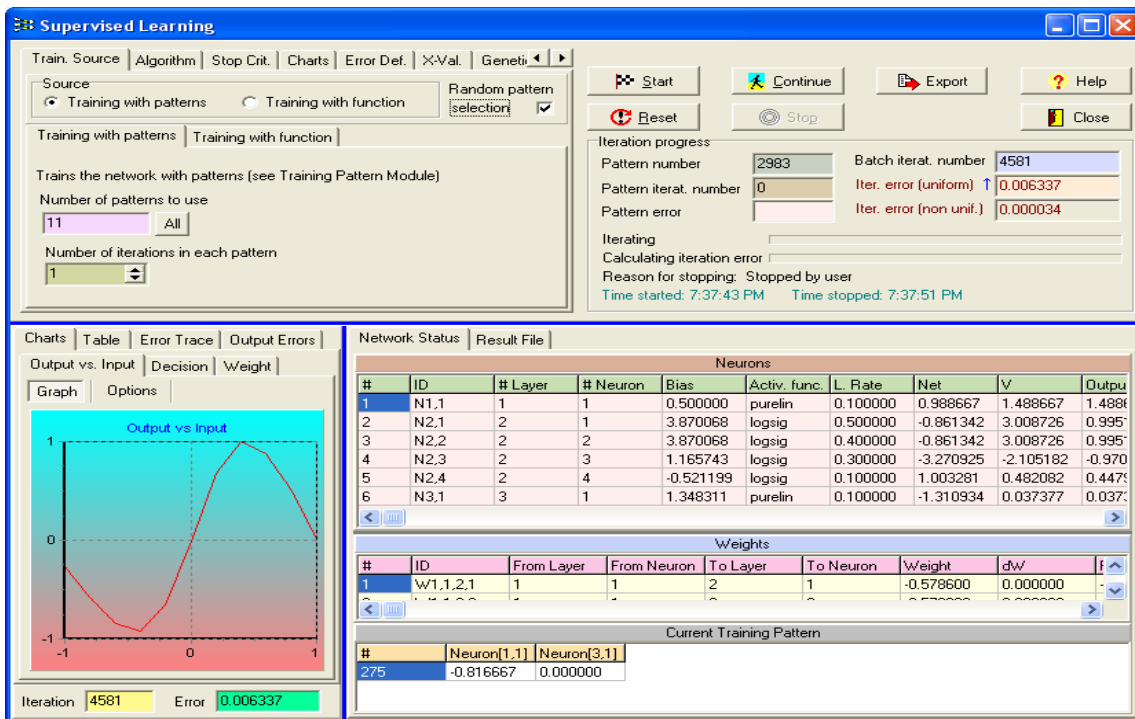 Supervised Learning
Train. Source Algorithm Stop Crit. Charts Error Def. X-Val.
Source
Training with patterns Training with function
Random pattern
selection
Training with patterns Training with function
Trains the network with patterns (see Training Pattern Module)
Number of patterns to use
11 All
Number of iterations in each pattern
1
Start Continue Export ? Help
Reset Stop Close
Iteration progress
Pattern number 2983 Batch iterat. number 4581
Pattern iterat. number 0 Iter. error (uniform) ↑ 0.006337
Pattern error Iter. error (non unif.) 0.000034
Iterating
Calculating iteration error
Reason for stopping: Stopped by user
Time started: 7:37:43 PM Time stopped: 7:37:51 PM
Charts Table Error Trace Output Errors
Output vs. Input Decision Weight
Graph Options
Output vs Input
1
0
-1
-1 0 1
Iteration 4581 Error 0.006337
Network Status Result File
Neurons
# ID # Layer # Neuron Bias Activ. func. L. Rate Net V Outpu
1 N1,1 1 1 0.500000 purelin 0.100000 0.988667 1.488667
2 N2,1 2 1 3.870068 logsig 0.500000 -0.861342 3.008726 0.995
3 N2,2 2 2 3.870068 logsig 0.400000 -0.861342 3.008726 0.995
4 N2,3 2 3 1.165743 logsig 0.300000 -3.270925 -2.105182 -0.970
5 N2,4 2 4 -0.521199 logsig 0.100000 1.003281 0.482082 0.447
6 N3,1 3 1 1.348311 purelin 0.100000 -1.310934 0.037377 0.037
Weights
# ID From Layer From Neuron To Layer To Neuron Weight dW
1 W1,1,2,1 1 1 2 1 -0.578600 0.000000
Current Training Pattern
# Neuron[1,1] Neuron[3,1]
275 -0.816667 0.000000